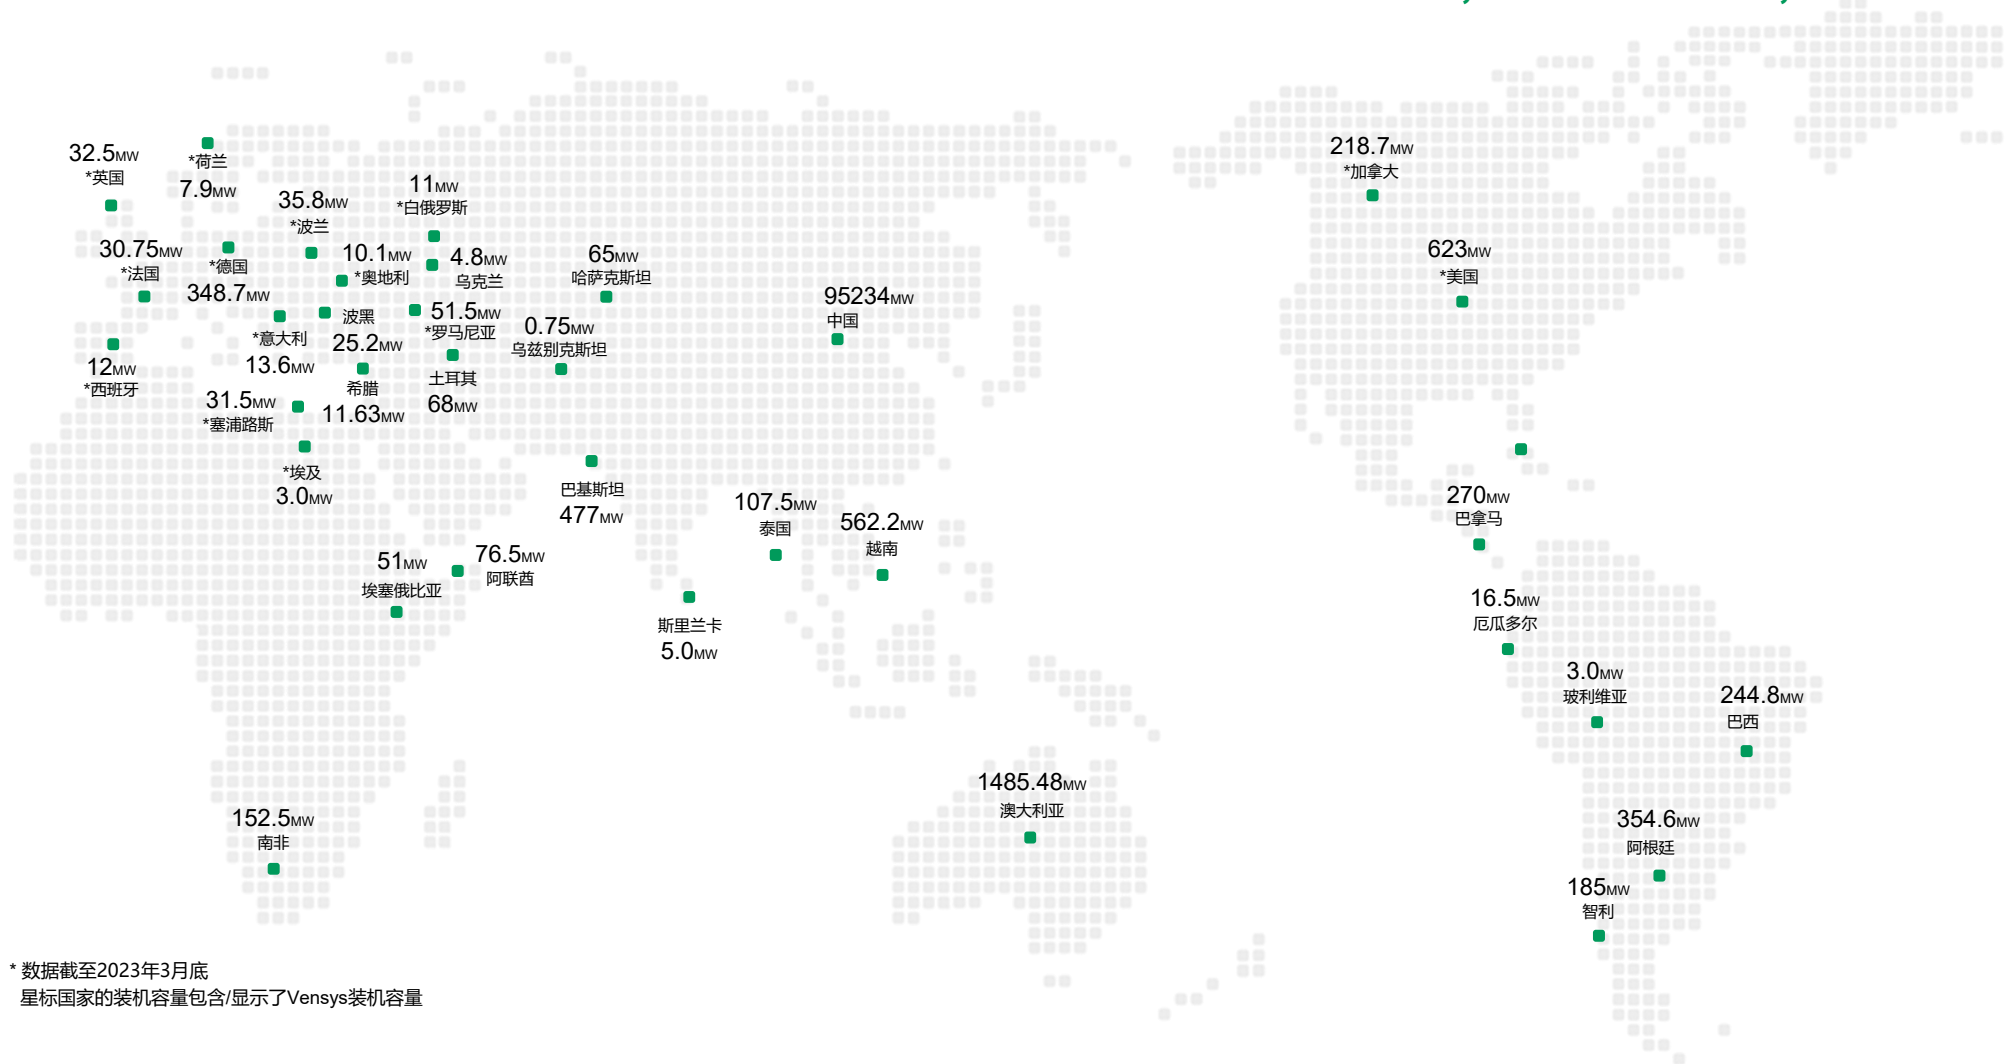 32.5MW
*英国
*荷兰
7.9MW
35.8MW
*波兰
11MW
*白俄罗斯
30.75MW
*法国
*德国
348.7MW
10.1MW
*奥地利
4.8MW
乌克兰
65MW
哈萨克斯坦
*意大利
13.6MW
波黑
25.2MW
51.5MW
*罗马尼亚
0.75MW
乌兹别克斯坦
95234MW
中国
12MW
*西班牙
希腊
11.63MW
土耳其
68MW
31.5MW
*塞浦路斯
*埃及
3.0MW
巴基斯坦
477MW
107.5MW
泰国
562.2MW
越南
51MW
埃塞俄比亚
76.5MW
阿联酋
斯里兰卡
5.0MW
152.5MW
南非
1485.48MW
澳大利亚
218.7MW
*加拿大
623MW
*美国
270MW
巴拿马
16.5MW
厄瓜多尔
3.0MW
玻利维亚
244.8MW
巴西
354.6MW
阿根廷
185MW
智利
* 数据截至2023年3月底
星标国家的装机容量包含/显示了Vensys装机容量